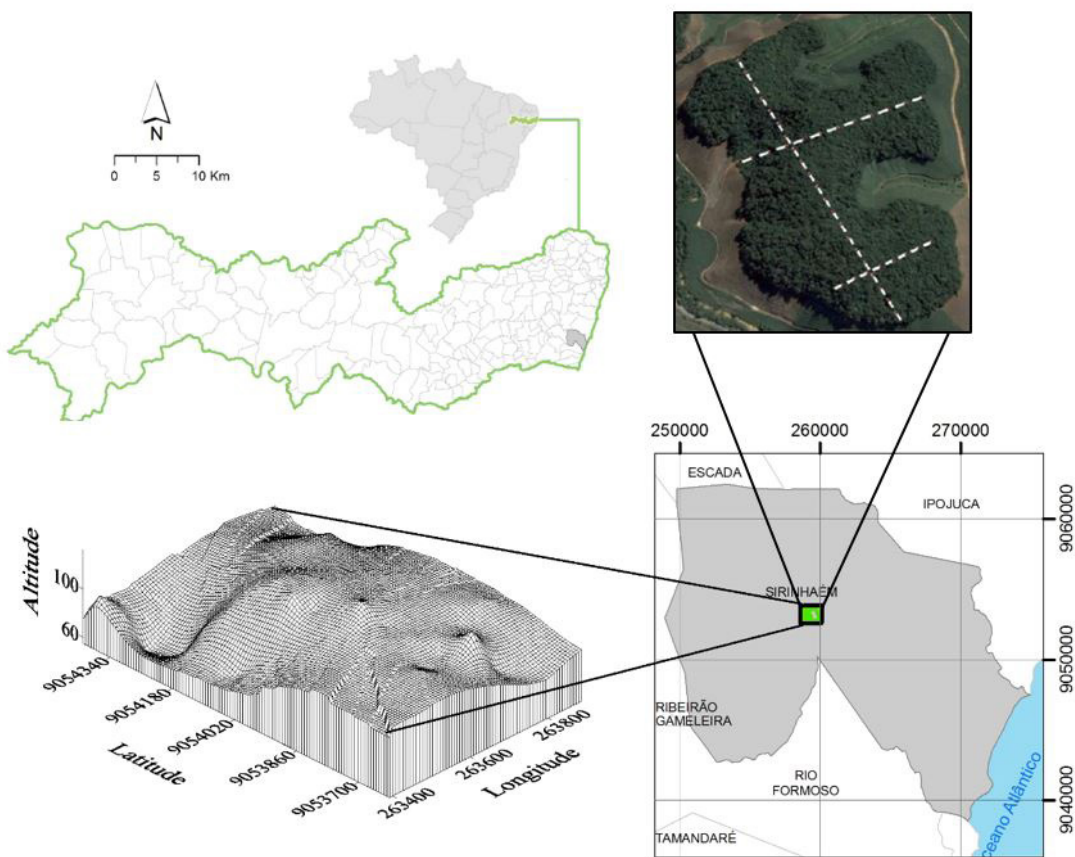 N
0 5 10 Km
250000 260000 270000
ESCADA
IPOJUCA
SIRINHAÉM
RIBEIRÃO
GAMELEIRA
RIO
FORMOSO
TAMANDARÉ
ceano Atlântico
9060000
9050000
9040000
Altitude
100
60
9054340
9054180
9054020
9053860
9053700
Latitude
263400
263600
263800
Longitude